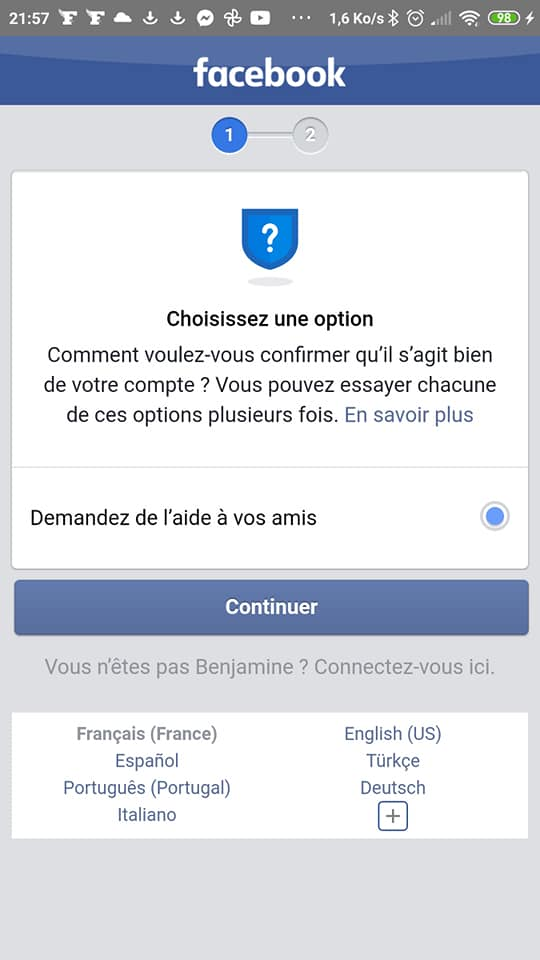 21:57 ... 1,6 Ko/s 98
facebook
1 2
?
Choisissez une option
Comment voulez-vous confirmer qu’il s’agit bien
de votre compte ? Vous pouvez essayer chacune
de ces options plusieurs fois. En savoir plus
Demandez de l’aide à vos amis
Continuer
Vous n’êtes pas Benjamine ? Connectez-vous ici.
Français (France) English (US)
Español Türkçe
Português (Portugal) Deutsch
Italiano +